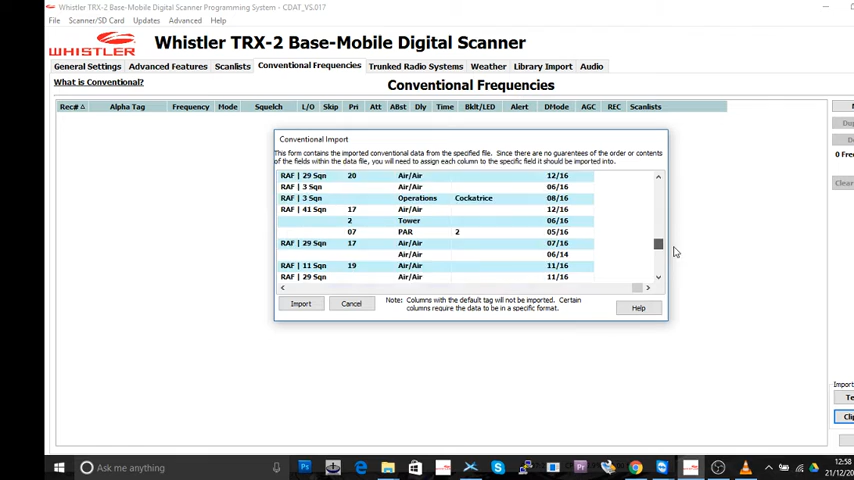 Whistler TRX-2 Base-Mobile Digital Scanner Programming System - CDAT_VS.017
File Scanner/SD Card Updates Advanced Help
WHISTLER
Whistler TRX-2 Base-Mobile Digital Scanner
General Settings Advanced Features Scanlists Conventional Frequencies Trunked Radio Systems Weather Library Import Audio
What is Conventional?
Conventional Frequencies
Rec# Alpha Tag Frequency Mode Squelch L/O Skip Pri Att ABst Dly Time Bklt/LED Alert DMode AGC REC Scanlists
Conventional Import
This form contains the imported conventional data from the specified file. Since there are no guarentees of the order or contents
of the fields within the data file, you will need to assign each column to the specific field it should be imported into.
RAF | 29 Sqn 20 Air/Air 12/16
RAF | 3 Sqn Air/Air 06/16
RAF | 3 Sqn Operations Cockatrice 08/16
RAF | 41 Sqn 17 Air/Air 12/16
2 Tower 06/16
07 PAR 2 05/16
RAF | 29 Sqn 17 Air/Air 07/16
Air/Air 06/14
RAF | 11 Sqn 19 Air/Air 11/16
RAF | 29 Sqn Air/Air 11/16
Import Cancel
Note: Columns with the default tag will not be imported. Certain
columns require the data to be in a specific format.
Help
0 Fre
Clear
Import
Te
Clip
Ask me anything
12:58
21/12/20